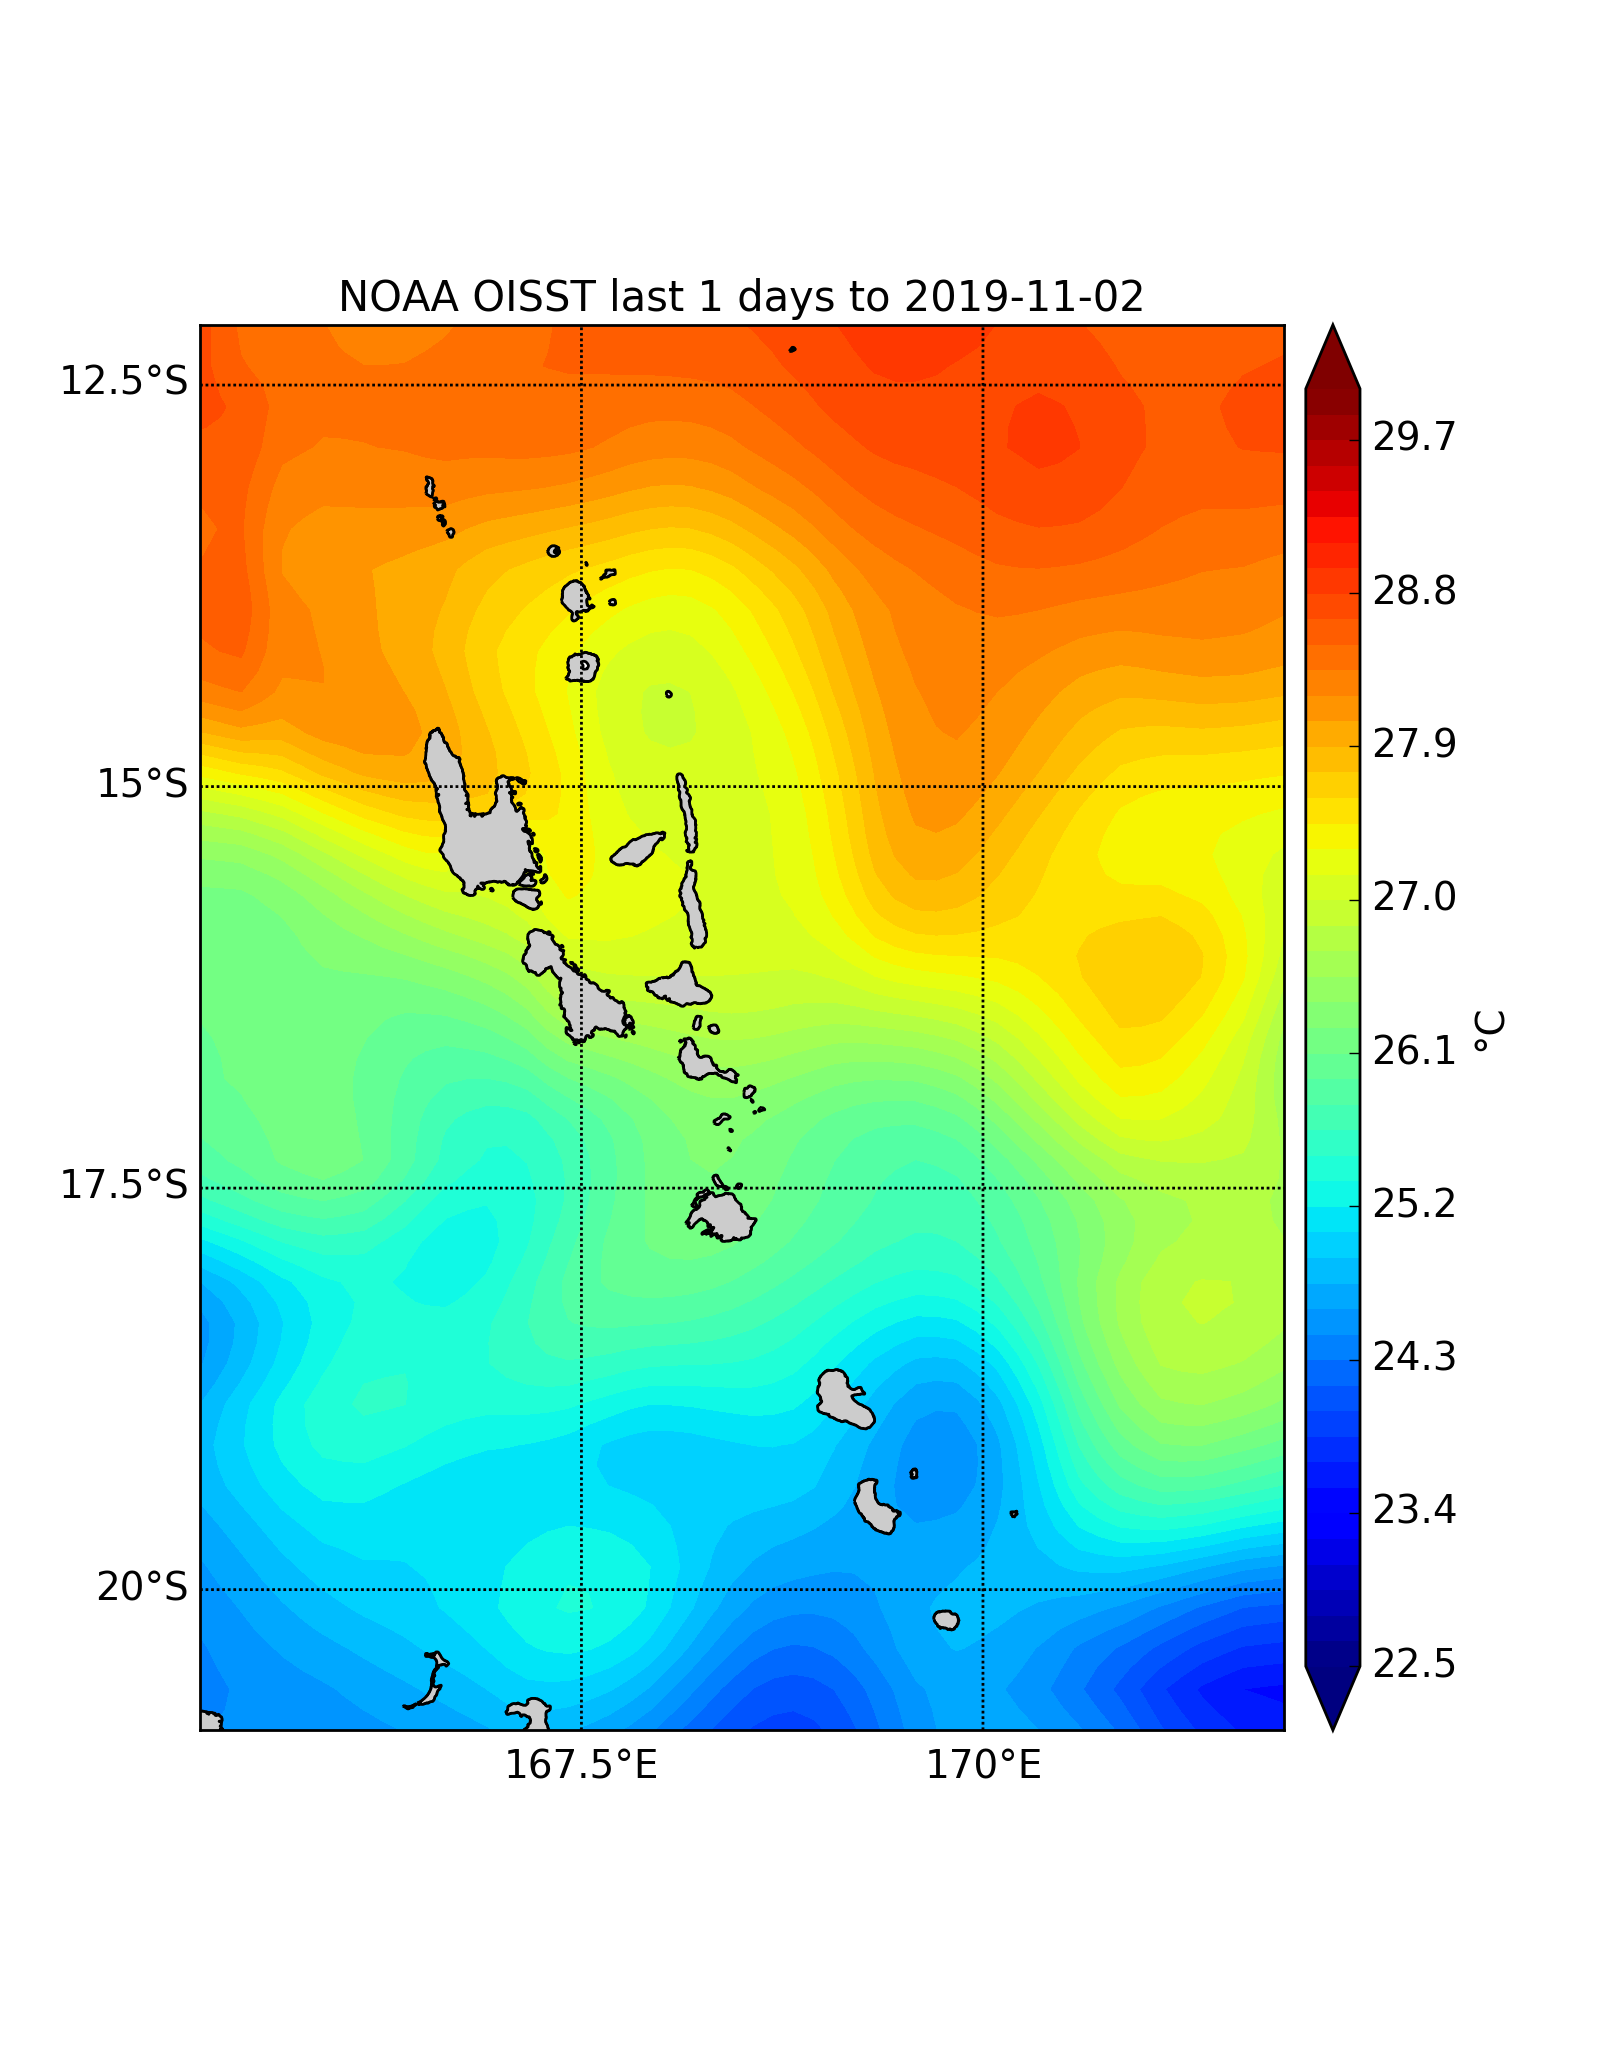 NOAA OISST last 1 days to 2019-11-02
12.5°S
15°S
17.5°S
20°S
167.5°E
170°E
29.7
28.8
27.9
27.0
26.1
25.2
24.3
23.4
22.5
°C